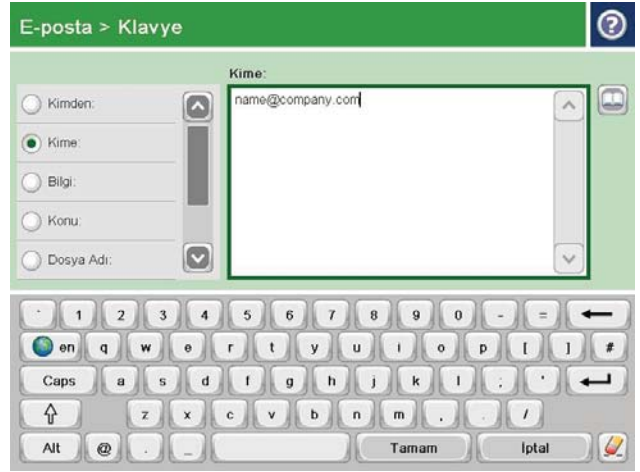 E-posta > Klavye
?
Kime:
name@company.com
Kimden:
Kime:
Bilgi:
Konu:
Dosya Adı:
1 2 3 4 5 6 7 8 9 0 - =
en q w e r t y u i o p [ ] #
Caps a s d f g h j k l ; '
z x c v b n m , . /
Alt @ . _ Tamam İptal